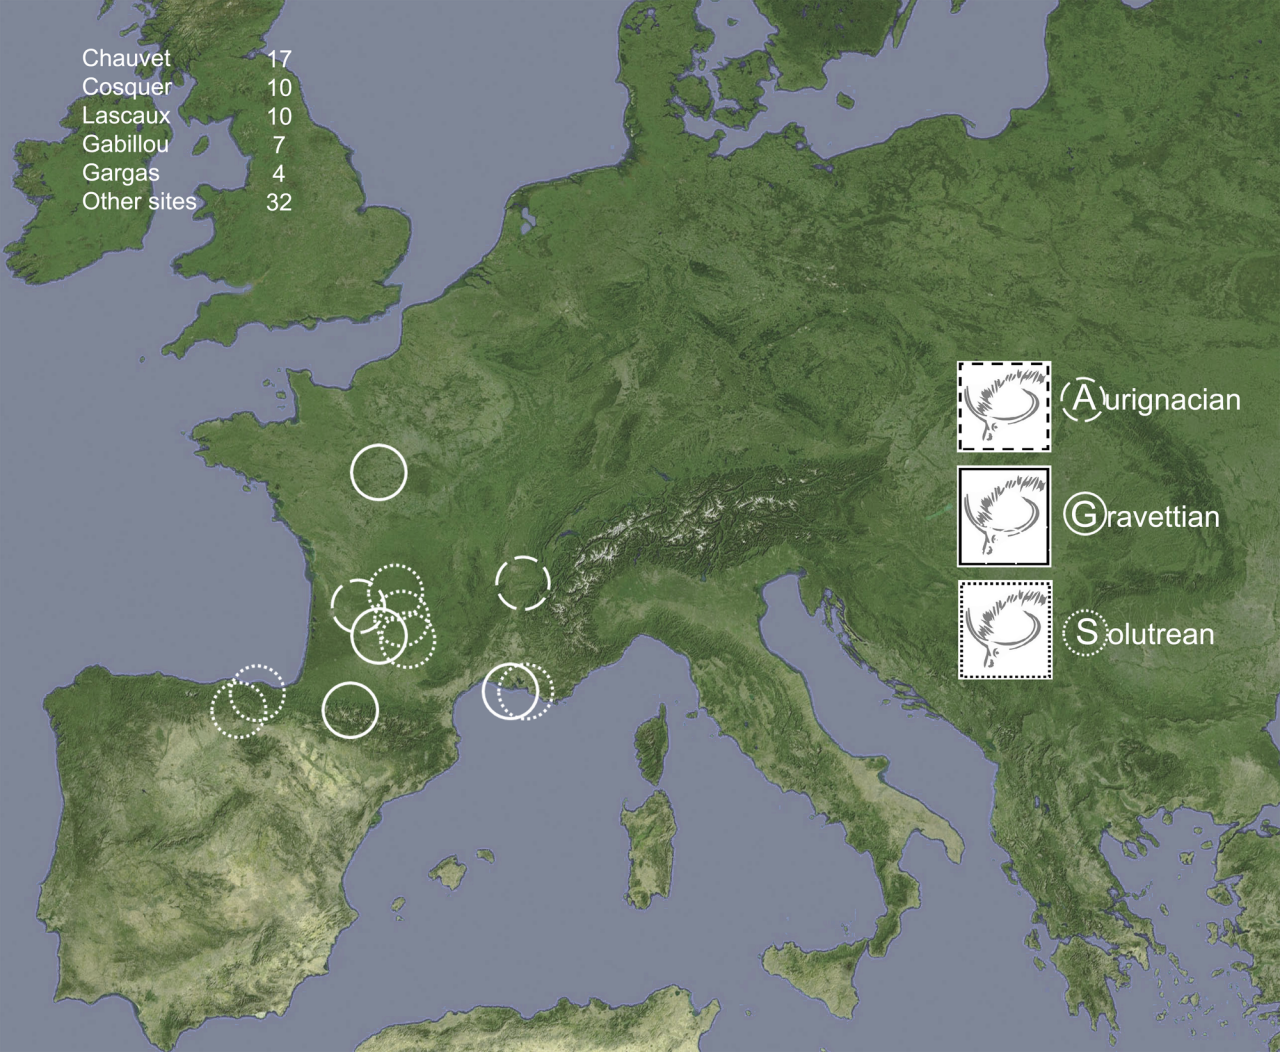 Chauvet 17
Cosquer 10
Lascaux 10
Gabillou 7
Gargas 4
Other sites 32
Aurignacian
Gravettian
Solutrean